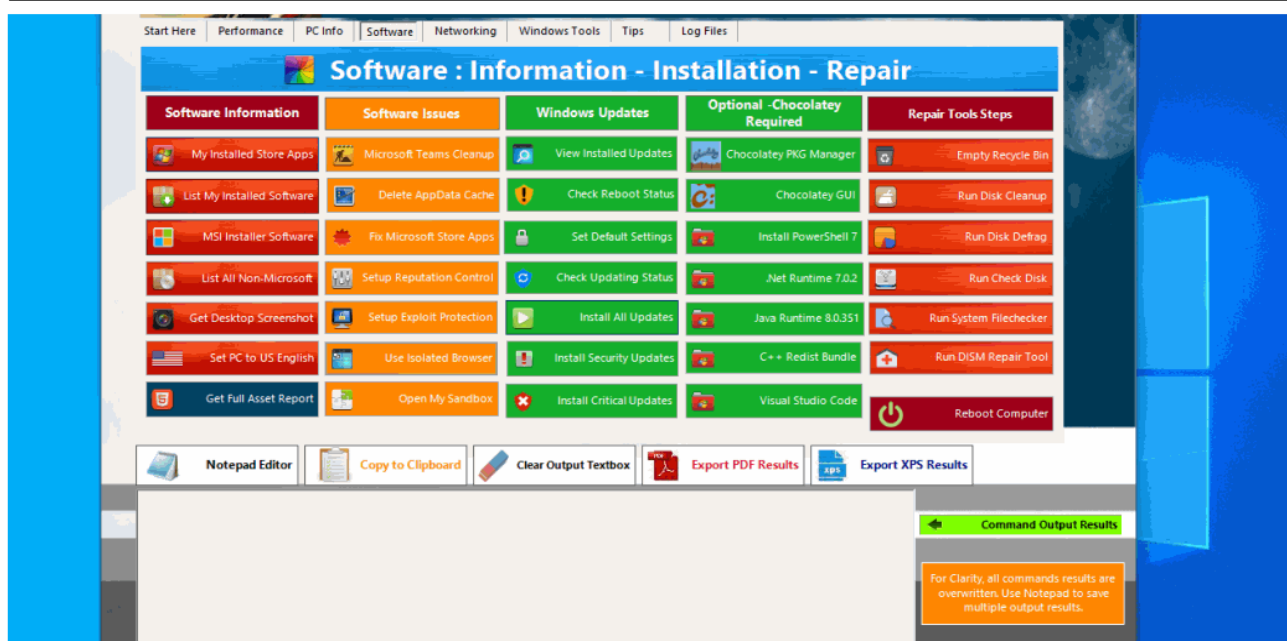 Start Here Performance PC Info Software Networking Windows Tools Tips Log Files
Software : Information - Installation - Repair
Software Information
My Installed Store Apps
List My Installed Software
MSI Installer Software
List All Non-Microsoft
Get Desktop Screenshot
Set PC to US English
Get Full Asset Report
Software Issues
Microsoft Teams Cleanup
Delete AppData Cache
Fix Microsoft Store Apps
Setup Reputation Control
Setup Exploit Protection
Use Isolated Browser
Open My Sandbox
Windows Updates
View Installed Updates
Check Reboot Status
Set Default Settings
Check Updating Status
Install All Updates
Install Security Updates
Install Critical Updates
Optional -Chocolatey
Required
Chocolatey PKG Manager
Chocolatey GUI
Install PowerShell 7
.Net Runtime 7.0.2
Java Runtime 8.0.351
C++ Redist Bundle
Visual Studio Code
Repair Tools Steps
Empty Recycle Bin
Run Disk Cleanup
Run Disk Defrag
Run Check Disk
Run System Filechecker
Run DISM Repair Tool
Reboot Computer
Notepad Editor
Copy to Clipboard
Clear Output Textbox
PDF
Export PDF Results
xps
Export XPS Results
Command Output Results
For Clarity, all commands results are
overwritten. Use Notepad to save
multiple output results.